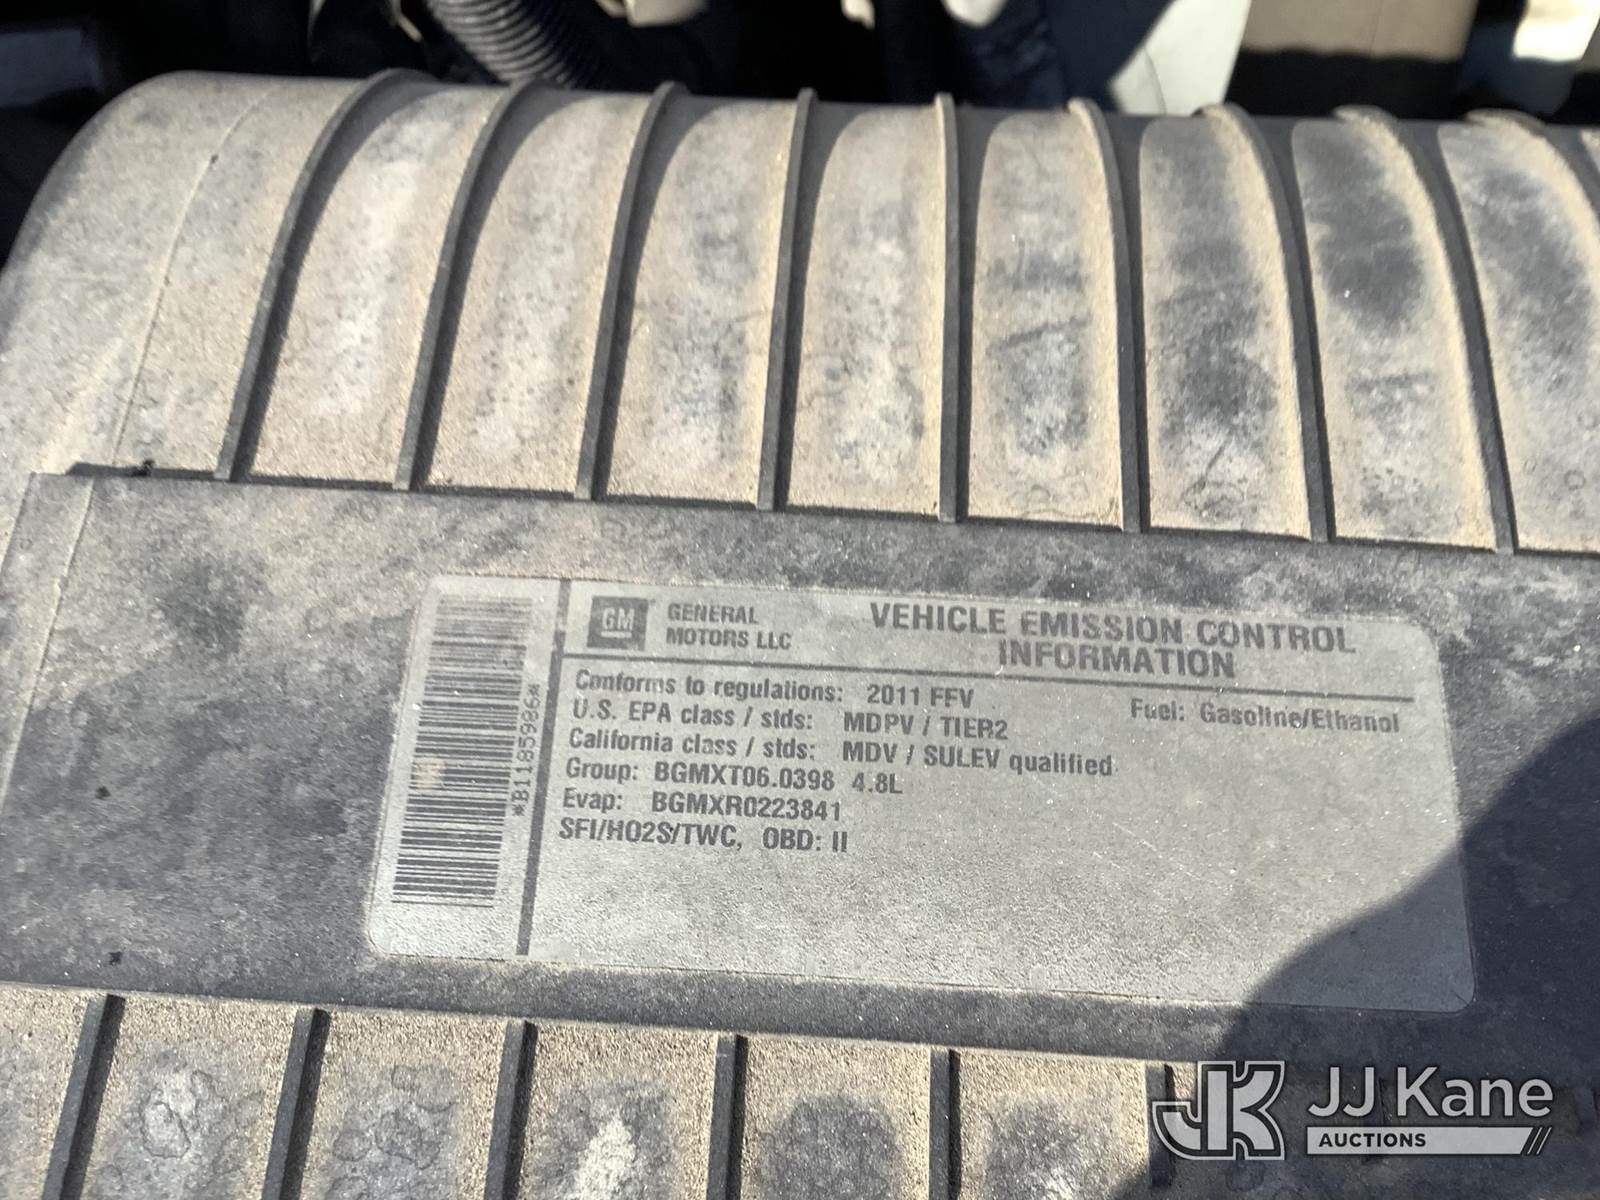 *B11859986*
GM GENERAL MOTORS LLC
VEHICLE EMISSION CONTROL
INFORMATION
Conforms to regulations: 2011 FFV
Fuel: Gasoline/Ethanol
U.S. EPA class / stds: MDPV / TIER2
California class / stds: MDV / SULEV qualified
Group: BGMXT06.0398 4.8L
Evap: BGMXR0223841
SFI/HO2S/TWC, OBD: II
JK JJ Kane
AUCTIONS